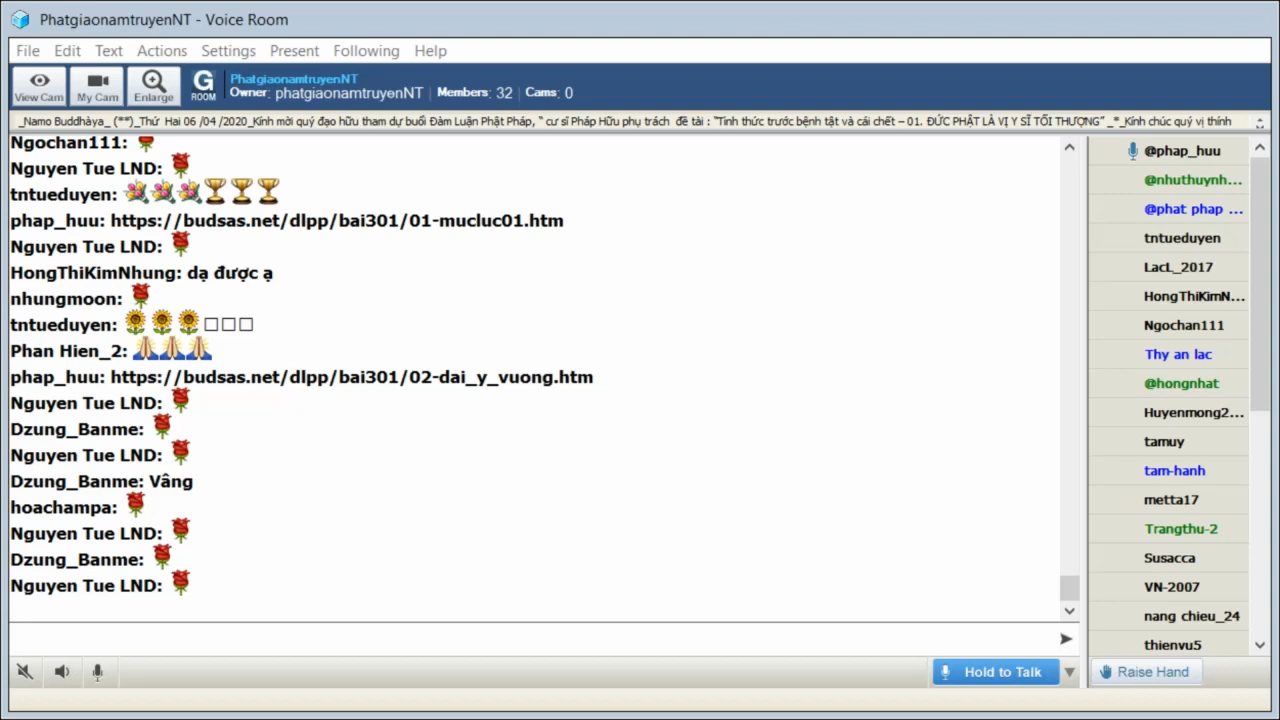 PhatgiaonamtruyenNT - Voice Room
File Edit Text Actions Settings Present Following Help
View Cam My Cam Enlarge G ROOM
PhatgiaonamtruyenNT
Owner: phatgiaonamtruyenNT | Members: 32 | Cams: 0
_Namo Buddhàya_ (**)_Thứ Hai 06 /04 /2020_Kính mời quý đạo hữu tham dự buổi Đàm Luận Phật Pháp, “ cư sĩ Pháp Hữu phụ trách đề tài : “Tỉnh thức trước bệnh tật và cái chết – 01. ĐỨC PHẬT LÀ VỊ Y SĨ TỐI THƯỢNG” _*_Kính chúc quý vị thính
Ngochan111:
Nguyen Tue LND:
tntueduyen:
phap_huu: https://budsas.net/dlpp/bai301/01-mucluc01.htm
Nguyen Tue LND:
HongThiKimNhung: dạ được ạ
nhungmoon:
tntueduyen:
Phan Hien_2:
phap_huu: https://budsas.net/dlpp/bai301/02-dai_y_vuong.htm
Nguyen Tue LND:
Dzung_Banme:
Nguyen Tue LND:
Dzung_Banme: Vâng
hoachampa:
Nguyen Tue LND:
Dzung_Banme:
Nguyen Tue LND:
@phap_huu
@nhuthuynh...
@phat phap ...
tntueduyen
LacL_2017
HongThiKimN...
Ngochan111
Thy an lac
@hongnhat
Huyenmong2...
tamuy
tam-hanh
metta17
Trangthu-2
Susacca
VN-2007
nang chieu_24
thienvu5
Hold to Talk
Raise Hand